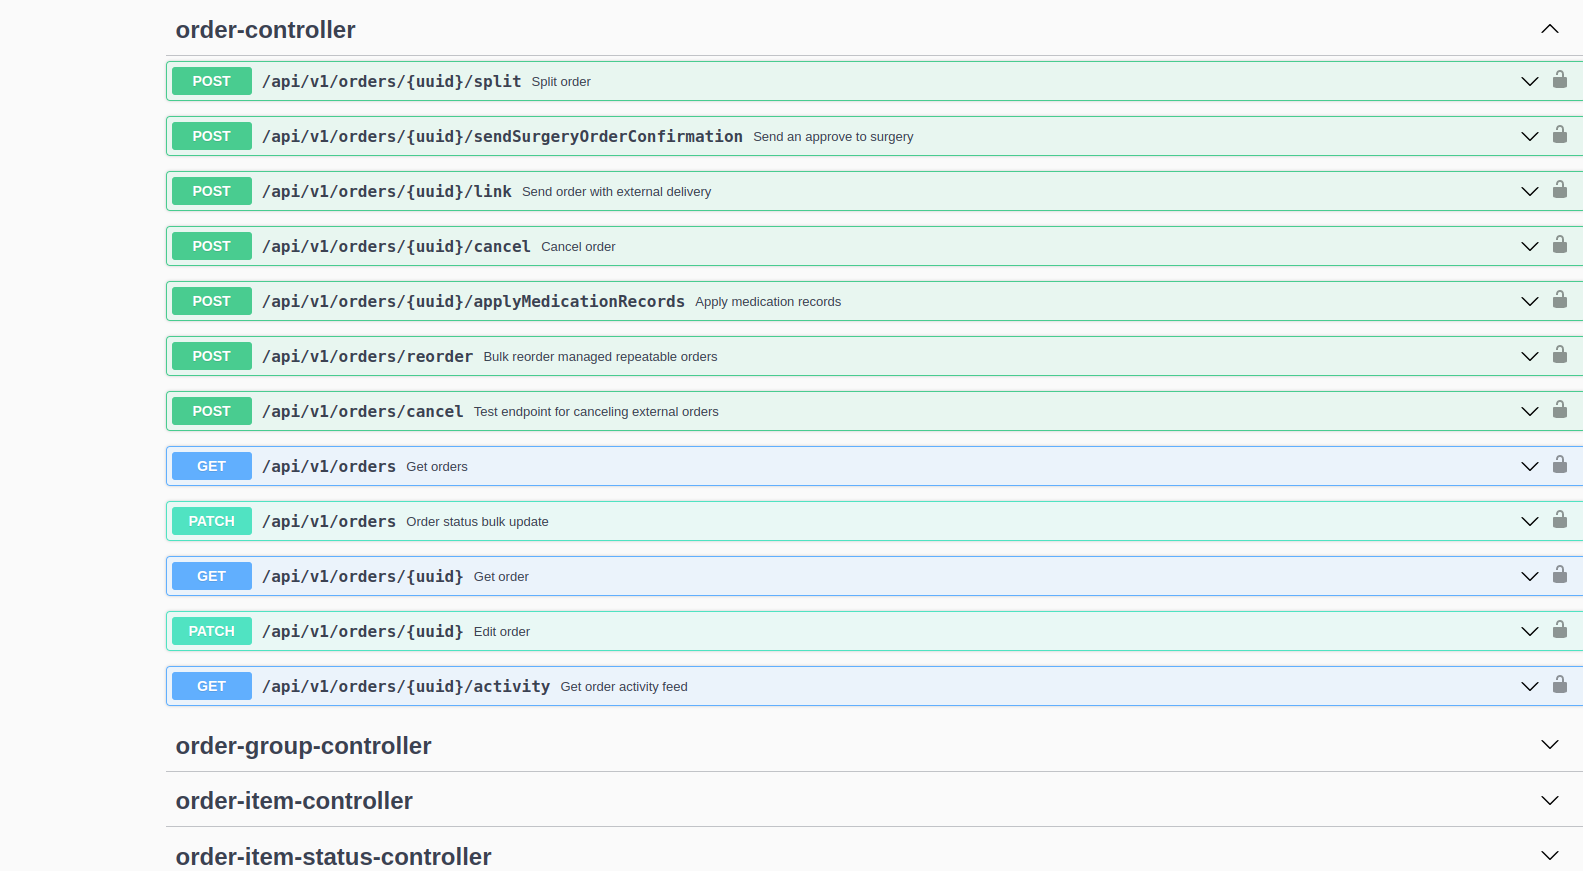 order-controller
POST /api/v1/orders/{uuid}/split Split order
POST /api/v1/orders/{uuid}/sendSurgeryOrderConfirmation Send an approve to surgery
POST /api/v1/orders/{uuid}/link Send order with external delivery
POST /api/v1/orders/{uuid}/cancel Cancel order
POST /api/v1/orders/{uuid}/applyMedicationRecords Apply medication records
POST /api/v1/orders/reorder Bulk reorder managed repeatable orders
POST /api/v1/orders/cancel Test endpoint for canceling external orders
GET /api/v1/orders Get orders
PATCH /api/v1/orders Order status bulk update
GET /api/v1/orders/{uuid} Get order
PATCH /api/v1/orders/{uuid} Edit order
GET /api/v1/orders/{uuid}/activity Get order activity feed
order-group-controller
order-item-controller
order-item-status-controller